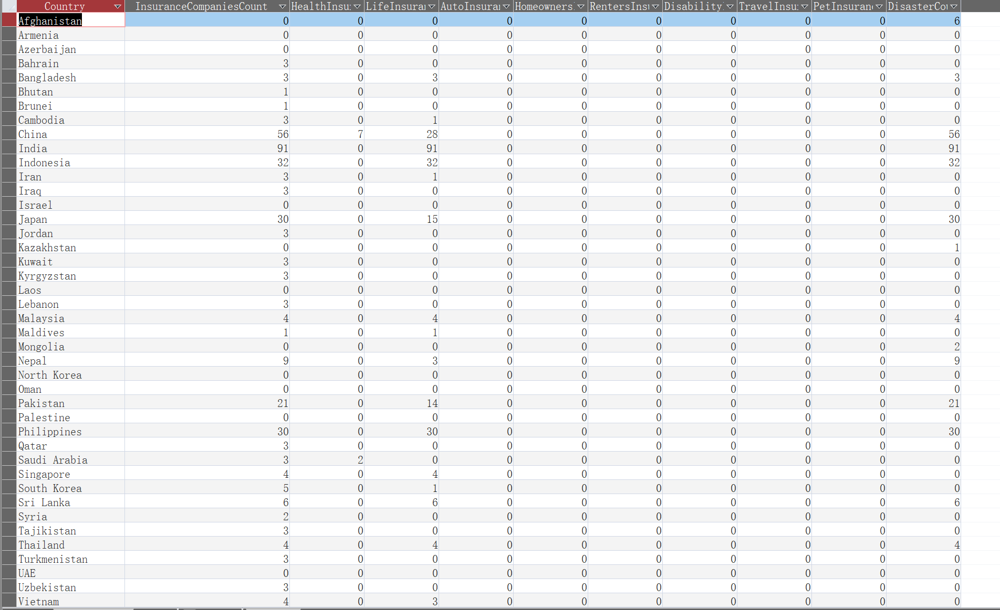 Country InsuranceCompaniesCount HealthInsu: LifeInsura: AutoInsura: Homeowners: RentersInsu Disability: TravelInsu: PetInsuran DisasterCou
Afghanistan 0 0 0 0 0 0 0 0 0 6
Armenia 0 0 0 0 0 0 0 0 0 0
Azerbaijan 0 0 0 0 0 0 0 0 0 0
Bahrain 3 0 0 0 0 0 0 0 0 0
Bangladesh 3 0 3 0 0 0 0 0 0 3
Bhutan 1 0 0 0 0 0 0 0 0 0
Brunei 1 0 0 0 0 0 0 0 0 0
Cambodia 3 0 1 0 0 0 0 0 0 0
China 56 7 28 0 0 0 0 0 0 56
India 91 0 91 0 0 0 0 0 0 91
Indonesia 32 0 32 0 0 0 0 0 0 32
Iran 3 0 1 0 0 0 0 0 0 0
Iraq 3 0 0 0 0 0 0 0 0 0
Israel 0 0 0 0 0 0 0 0 0 0
Japan 30 0 15 0 0 0 0 0 0 30
Jordan 3 0 0 0 0 0 0 0 0 0
Kazakhstan 0 0 0 0 0 0 0 0 0 1
Kuwait 3 0 0 0 0 0 0 0 0 0
Kyrgyzstan 3 0 0 0 0 0 0 0 0 0
Laos 0 0 0 0 0 0 0 0 0 0
Lebanon 3 0 0 0 0 0 0 0 0 0
Malaysia 4 0 4 0 0 0 0 0 0 4
Maldives 1 0 1 0 0 0 0 0 0 0
Mongolia 0 0 0 0 0 0 0 0 0 2
Nepal 9 0 3 0 0 0 0 0 0 9
North Korea 0 0 0 0 0 0 0 0 0 0
Oman 0 0 0 0 0 0 0 0 0 0
Pakistan 21 0 14 0 0 0 0 0 0 21
Palestine 0 0 0 0 0 0 0 0 0 0
Philippines 30 0 30 0 0 0 0 0 0 30
Qatar 3 0 0 0 0 0 0 0 0 0
Saudi Arabia 3 2 0 0 0 0 0 0 0 0
Singapore 4 0 4 0 0 0 0 0 0 0
South Korea 5 0 1 0 0 0 0 0 0 0
Sri Lanka 6 0 6 0 0 0 0 0 0 6
Syria 2 0 0 0 0 0 0 0 0 0
Tajikistan 3 0 0 0 0 0 0 0 0 0
Thailand 4 0 4 0 0 0 0 0 0 4
Turkmenistan 3 0 0 0 0 0 0 0 0 0
UAE 0 0 0 0 0 0 0 0 0 0
Uzbekistan 3 0 0 0 0 0 0 0 0 0
Vietnam 4 0 3 0 0 0 0 0 0 0